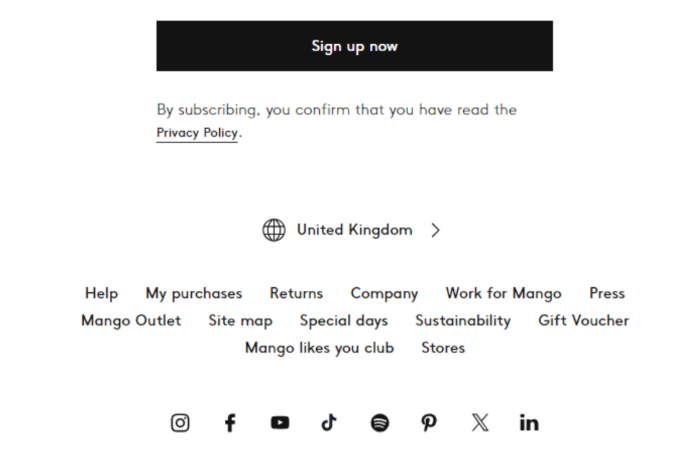 Sign up now
By subscribing, you confirm that you have read the
Privacy Policy.
United Kingdom
Help My purchases Returns Company Work for Mango Press
Mango Outlet Site map Special days Sustainability Gift Voucher
Mango likes you club Stores